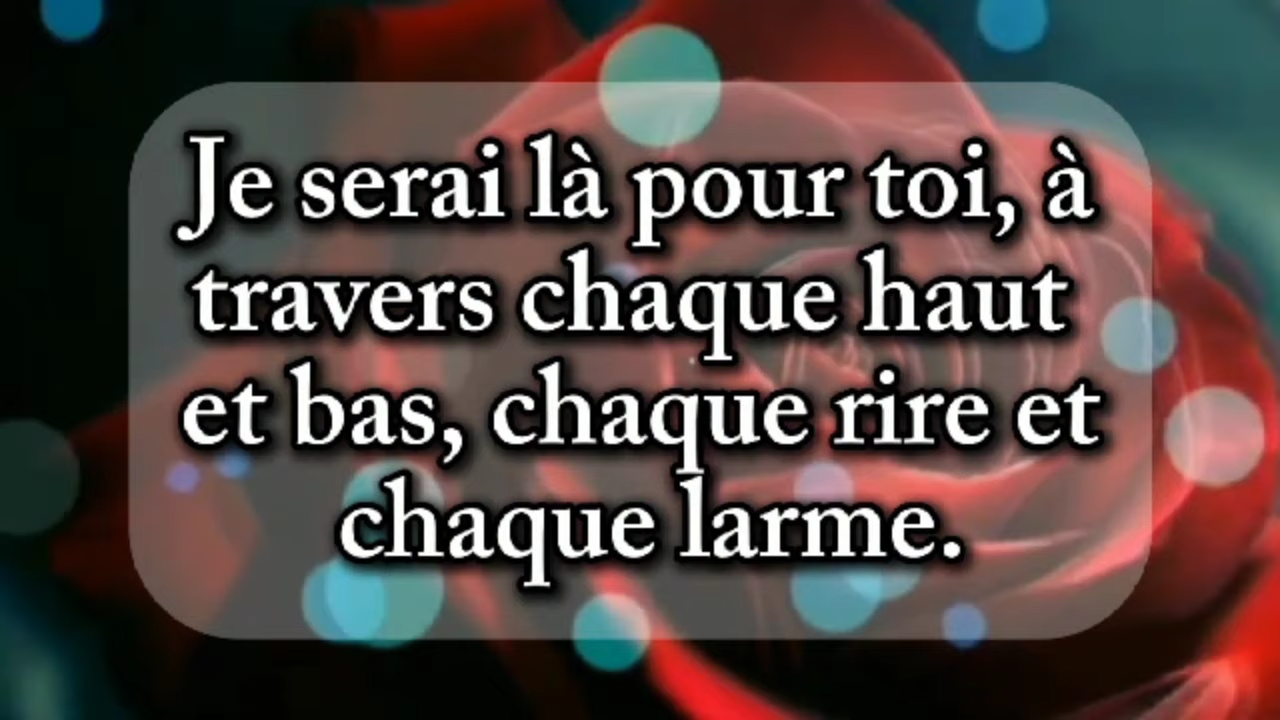 Je serai là pour toi, à
travers chaque haut
et bas, chaque rire et
chaque larme.